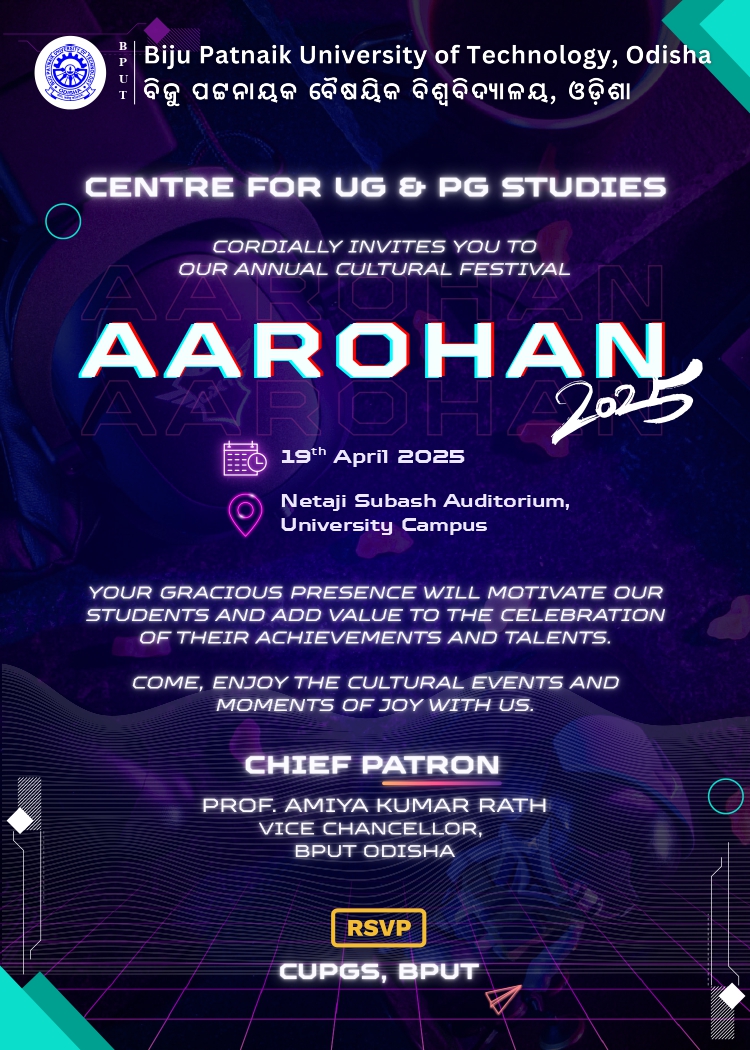 BPUT
Biju Patnaik University of Technology, Odisha
ବିଜୁ ପଟ୍ଟନାୟକ ବୈଷୟିକ ବିଶ୍ୱବିଦ୍ୟାଳୟ, ଓଡ଼ିଶା
CENTRE FOR UG & PG STUDIES
CORDIALLY INVITES YOU TO
OUR ANNUAL CULTURAL FESTIVAL
AAROHAN
AAROHAN
AAROHAN
2025
19th April 2025
Netaji Subash Auditorium,
University Campus
YOUR GRACIOUS PRESENCE WILL MOTIVATE OUR
STUDENTS AND ADD VALUE TO THE CELEBRATION
OF THEIR ACHIEVEMENTS AND TALENTS.
COME, ENJOY THE CULTURAL EVENTS AND
MOMENTS OF JOY WITH US.
CHIEF PATRON
PROF. AMIYA KUMAR RATH
VICE CHANCELLOR,
BPUT ODISHA
RSVP
CUPGS, BPUT